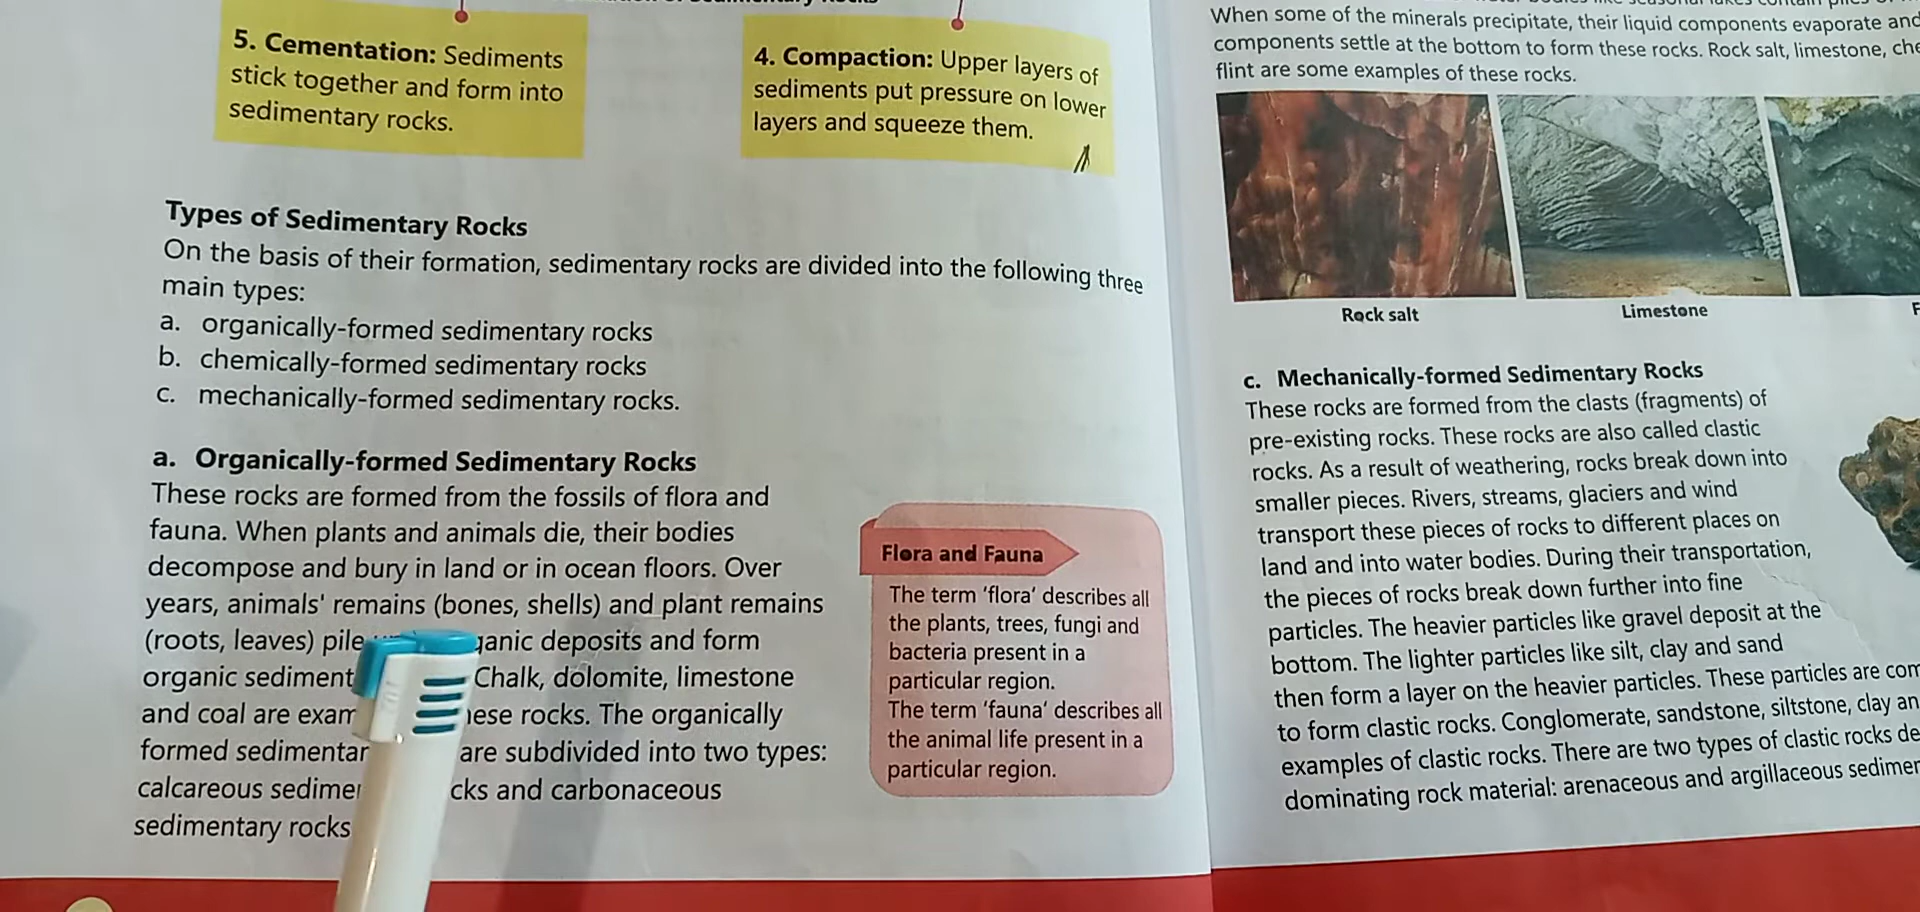 5. Cementation: Sediments
stick together and form into
sedimentary rocks.
4. Compaction: Upper layers of
sediments put pressure on lower
layers and squeeze them.
Types of Sedimentary Rocks
On the basis of their formation, sedimentary rocks are divided into the following three
main types:
a. organically-formed sedimentary rocks
b. chemically-formed sedimentary rocks
c. mechanically-formed sedimentary rocks.
a. Organically-formed Sedimentary Rocks
These rocks are formed from the fossils of flora and
fauna. When plants and animals die, their bodies
decompose and bury in land or in ocean floors. Over
years, animals' remains (bones, shells) and plant remains
(roots, leaves) pile deposits and form
organic Chalk, dolomite, limestone
and coal are rocks. The organically
formed are subdivided into two types:
calcareous and carbonaceous
sedimentary rocks
Flora and Fauna
The term 'flora' describes all
the plants, trees, fungi and
bacteria present in a
particular region.
The term 'fauna' describes all
the animal life present in a
particular region.
When some of the minerals precipitate, their liquid components evaporate and
components settle at the bottom to form these rocks. Rock salt, limestone,
flint are some examples of these rocks.
Rock salt
Limestone
c. Mechanically-formed Sedimentary Rocks
These rocks are formed from the clasts (fragments) of
pre-existing rocks. These rocks are also called clastic
rocks. As a result of weathering, rocks break down into
smaller pieces. Rivers, streams, glaciers and wind
transport these pieces of rocks to different places on
land and into water bodies. During their transportation,
the pieces of rocks break down further into fine
particles. The heavier particles like gravel deposit at the
bottom. The lighter particles like silt, clay and sand
then form a layer on the heavier particles. These particles are
to form clastic rocks. Conglomerate, sandstone, siltstone, clay
examples of clastic rocks. There are two types of clastic rocks
dominating rock material: arenaceous and argillaceous